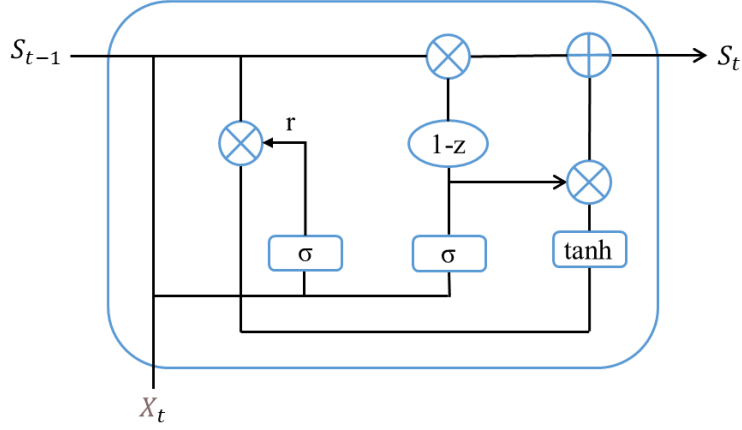 S_{t-1}
S_t
r
1-z
σ
σ
tanh
X_t